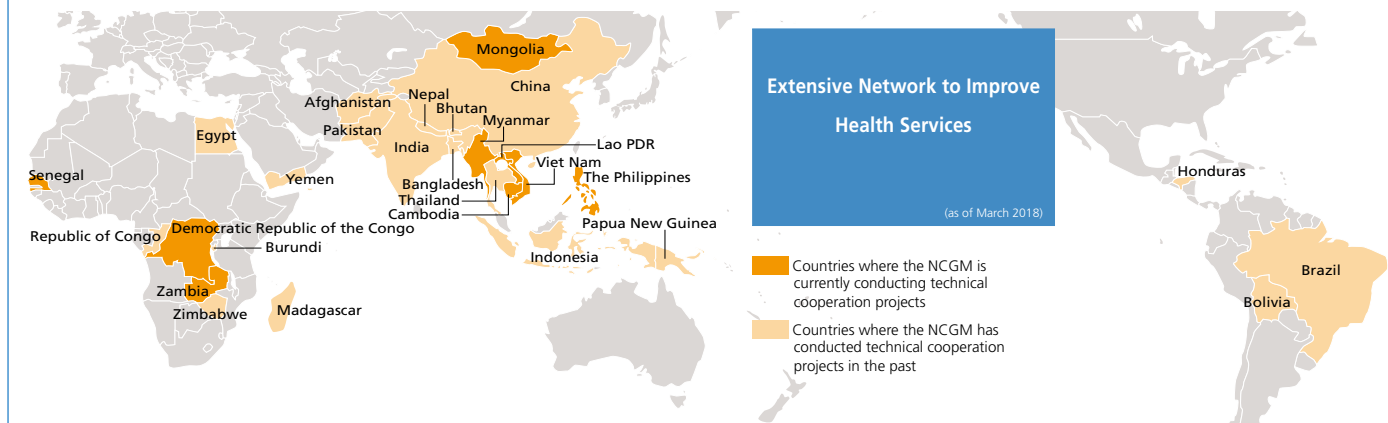 Mongolia
China
Afghanistan
Nepal
Bhutan
Myanmar
Pakistan
Egypt
India
Lao PDR
Viet Nam
Senegal
Yemen
Bangladesh
The Philippines
Thailand
Cambodia
Papua New Guinea
Democratic Republic of the Congo
Republic of Congo
Burundi
Indonesia
Zambia
Zimbabwe
Madagascar
Extensive Network to Improve
Health Services
(as of March 2018)
Countries where the NCGM is
currently conducting technical
cooperation projects
Countries where the NCGM has
conducted technical cooperation
projects in the past
Honduras
Brazil
Bolivia